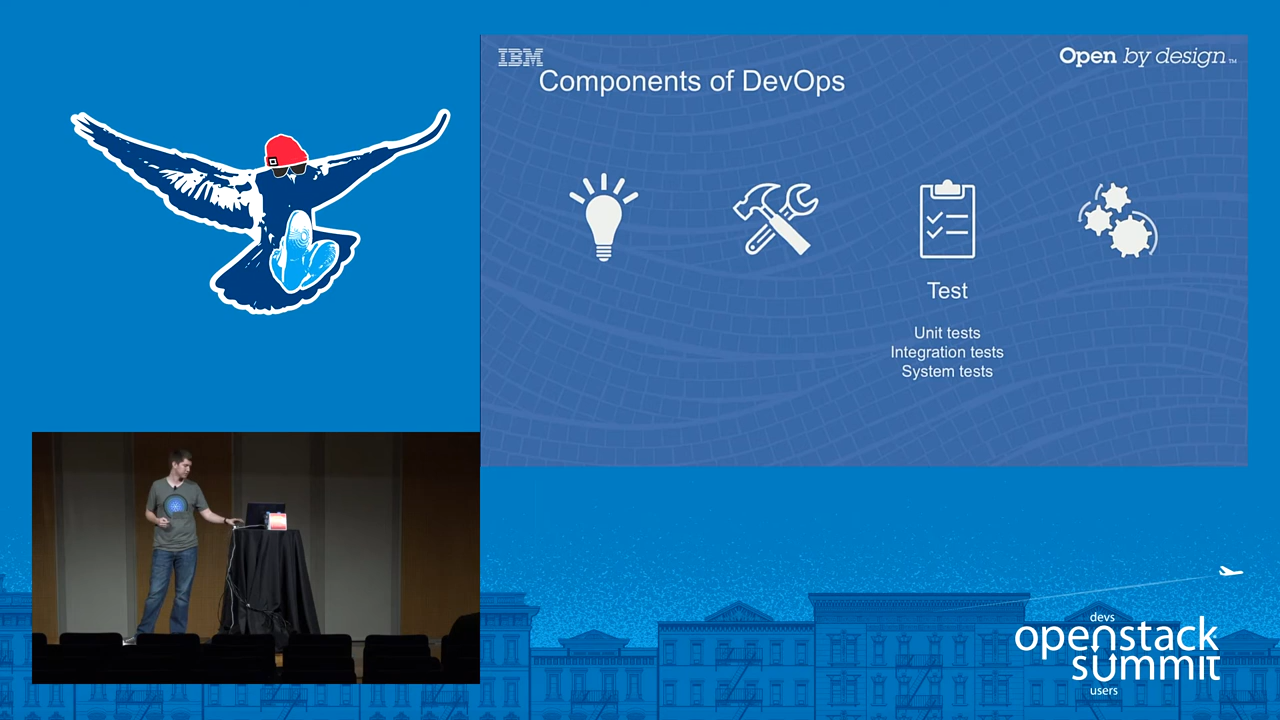 IBM
Open by design™
Components of DevOps
Test
Unit tests
Integration tests
System tests
devs
openstack
summit
users